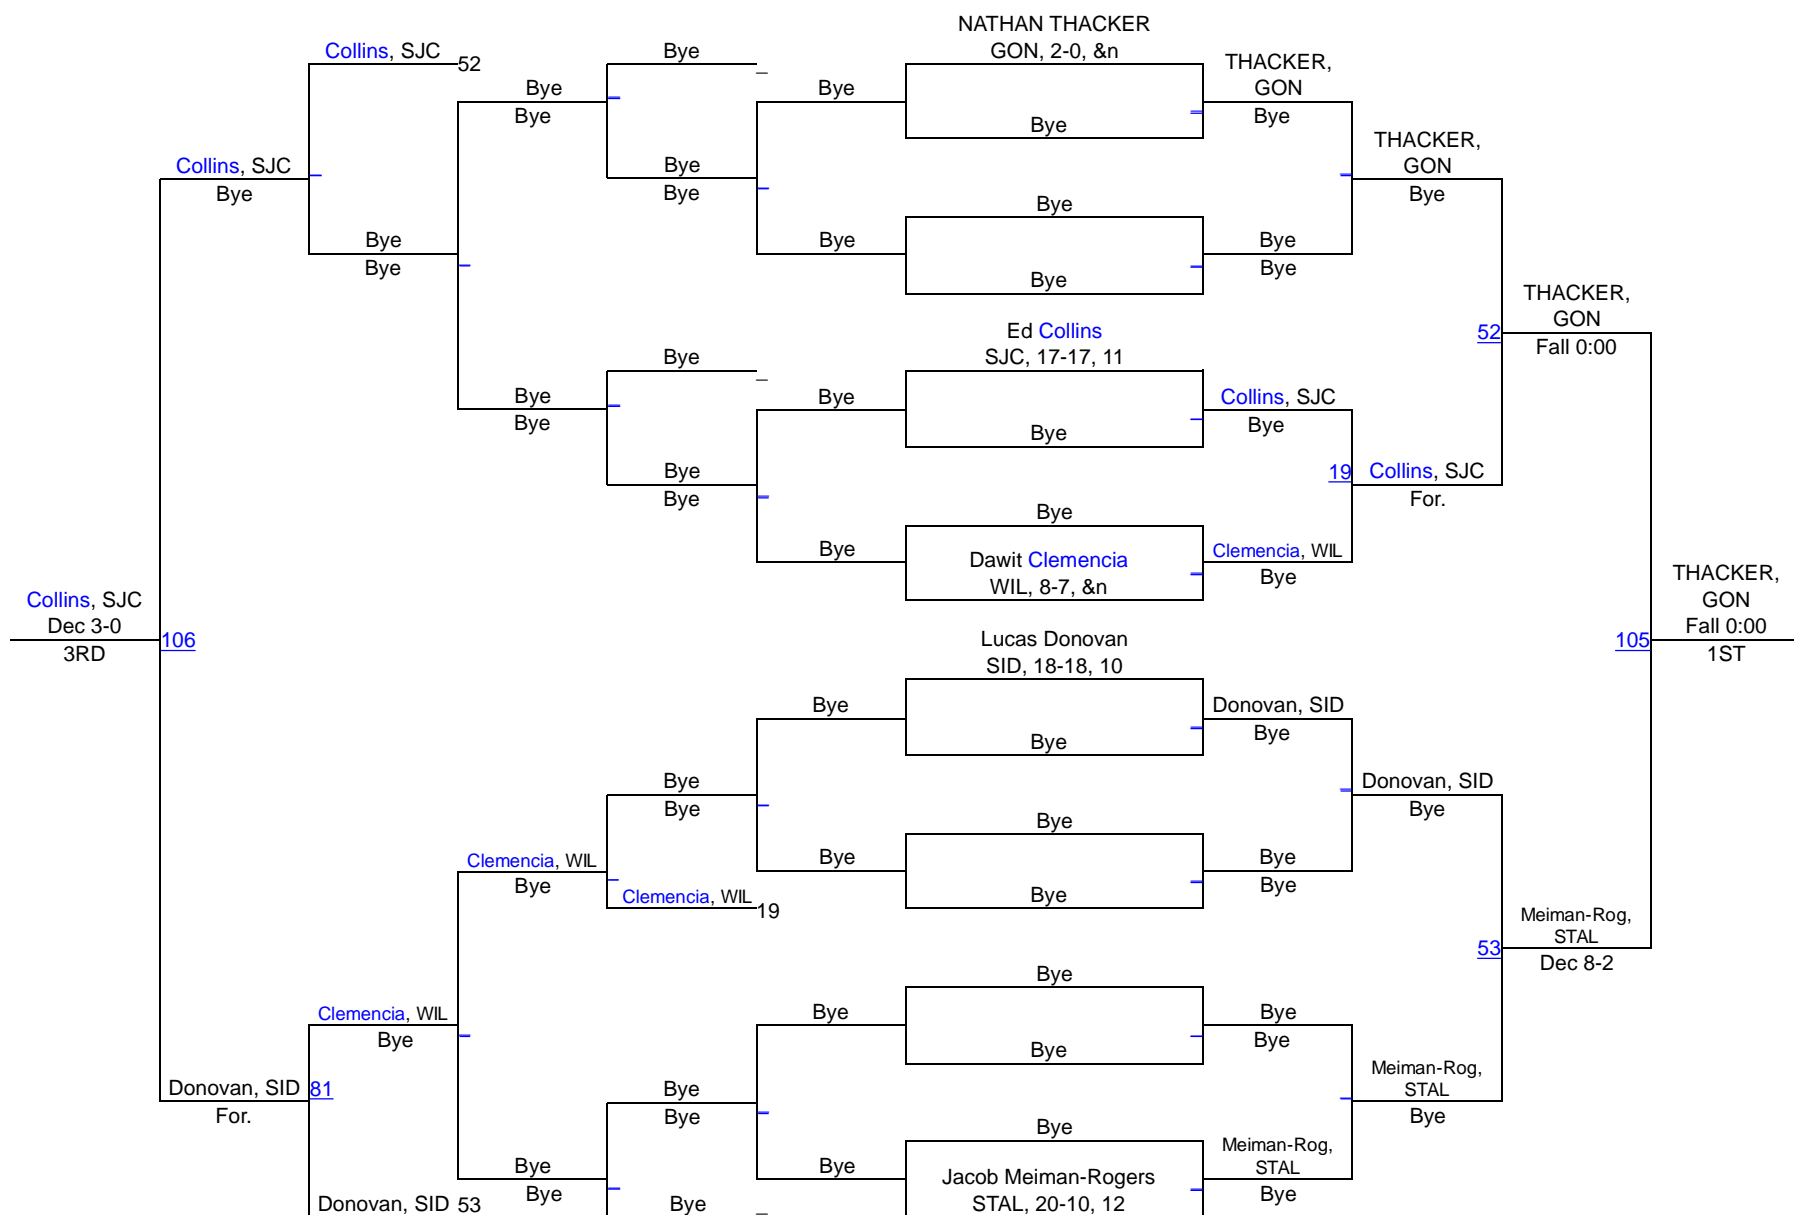 NATHAN THACKER
GON, 2-0, &n
Collins, SJC
52
Bye
THACKER,
GON
Bye
Bye
Bye
Bye
Bye
Bye
THACKER,
GON
Bye
Collins, SJC
Bye
Bye
Bye
Bye
Bye
Bye
Bye
Bye
Bye
Bye
Bye
THACKER,
GON
Fall 0:00
52
Ed Collins
SJC, 17-17, 11
Bye
Bye
Bye
Bye
Bye
Collins, SJC
Bye
Bye
Bye
19
Collins, SJC
For.
Bye
Bye
Dawit Clemencia
WIL, 8-7, &n
Clemencia, WIL
Bye
Collins, SJC
Dec 3-0
3RD
106
THACKER,
GON
Fall 0:00
1ST
105
Lucas Donovan
SID, 18-18, 10
Bye
Bye
Donovan, SID
Bye
Bye
Bye
Donovan, SID
Bye
Bye
Bye
Bye
Bye
Bye
Clemencia, WIL
Bye
Clemencia, WIL
19
Meiman-Rog,
STAL
Dec 8-2
53
Bye
Bye
Bye
Bye
Bye
Clemencia, WIL
Bye
Donovan, SID
For.
81
Bye
Bye
Meiman-Rog,
STAL
Bye
Bye
Bye
Bye
Bye
Jacob Meiman-Rogers
STAL, 20-10, 12
Meiman-Rog,
STAL
Bye
Donovan, SID
53
Bye